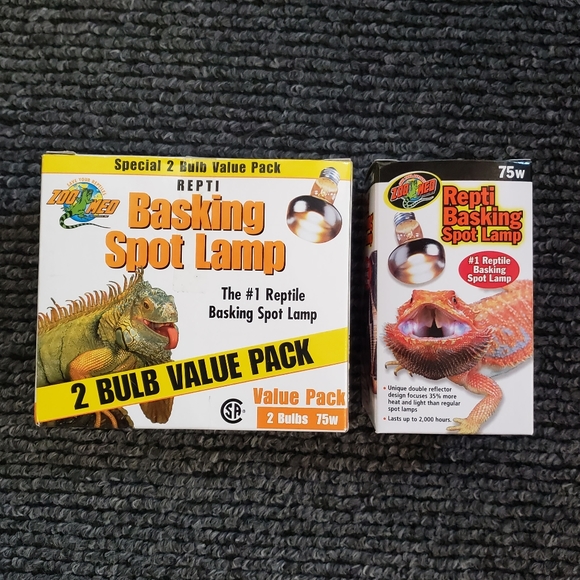 Special 2 Bulb Value Pack
ZOO MED
REPTI
Basking
Spot Lamp
The #1 Reptile
Basking Spot Lamp
2 BULB VALUE PACK
Value Pack
2 Bulbs 75w
75w
ZOO MED
Repti
Basking
Spot Lamp
#1 Reptile
Basking
Spot Lamp
• Unique double reflector
design focuses 35% more
heat and light than regular
spot lamps
• Lasts up to 2,000 hours.